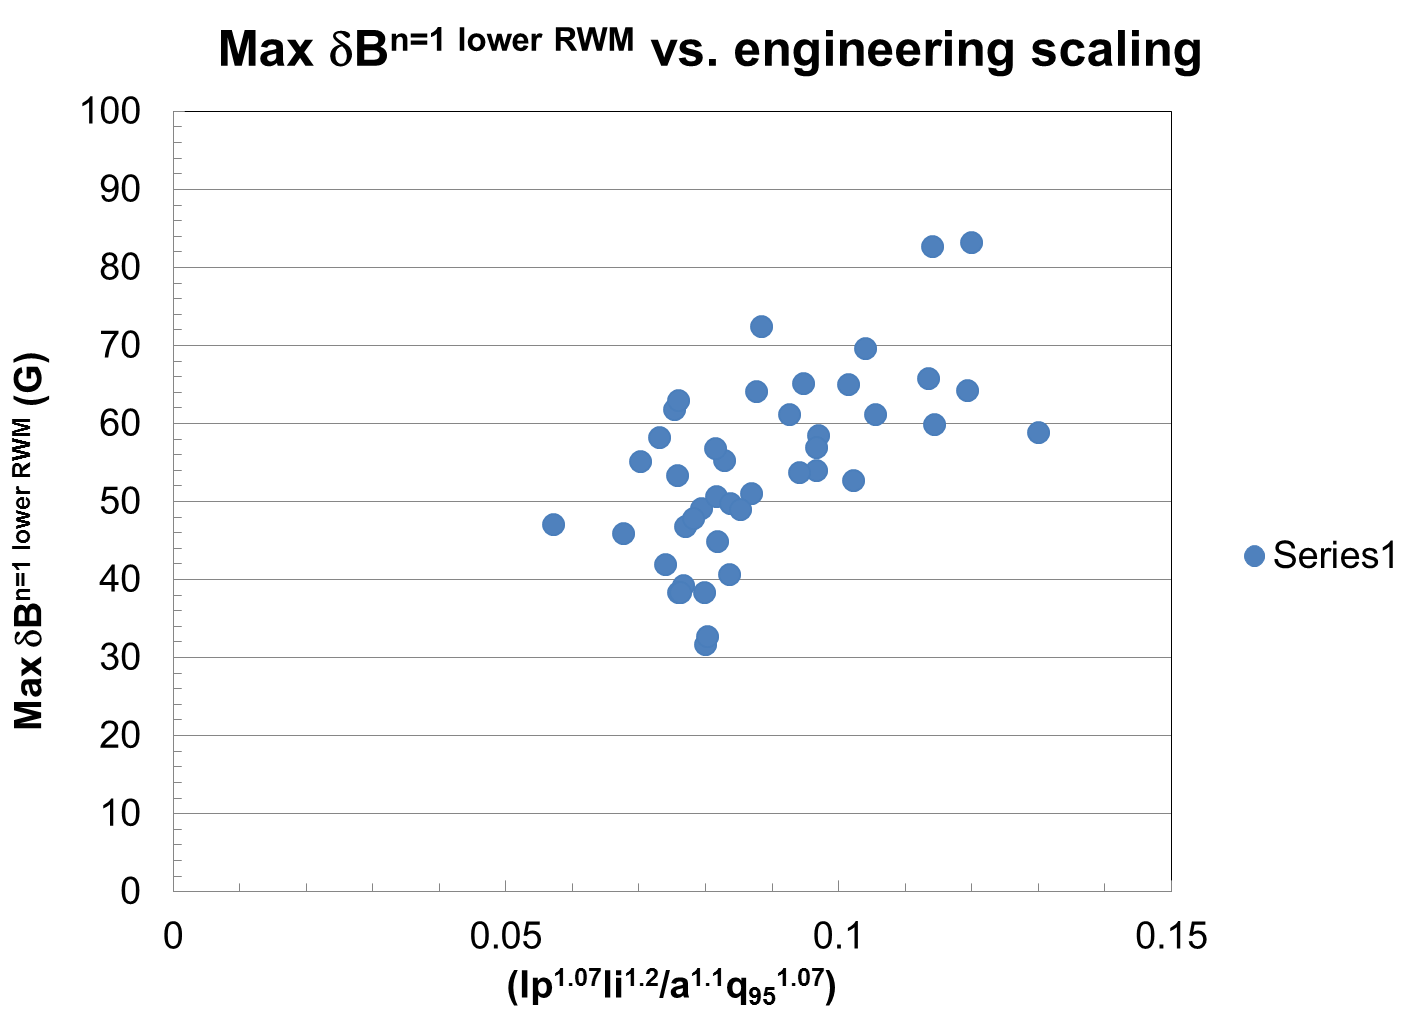 Max δBn=1 lower RWM vs. engineering scaling
100
90
80
70
60
50
40
30
20
10
0
Max δBn=1 lower RWM (G)
0 0.05 0.1 0.15
(Ip1.07li1.2/a1.1q951.07)
Series1